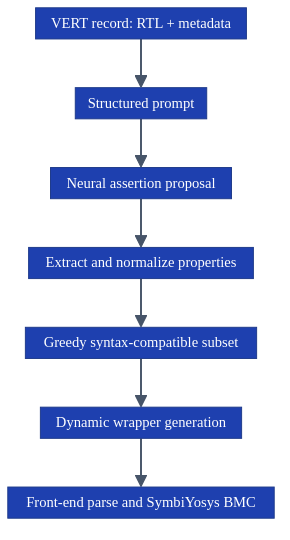 VERT record: RTL + metadata
Structured prompt
Neural assertion proposal
Extract and normalize properties
Greedy syntax-compatible subset
Dynamic wrapper generation
Front-end parse and SymbiYosys BMC